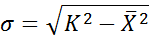 σ = √(K² − X̄²)